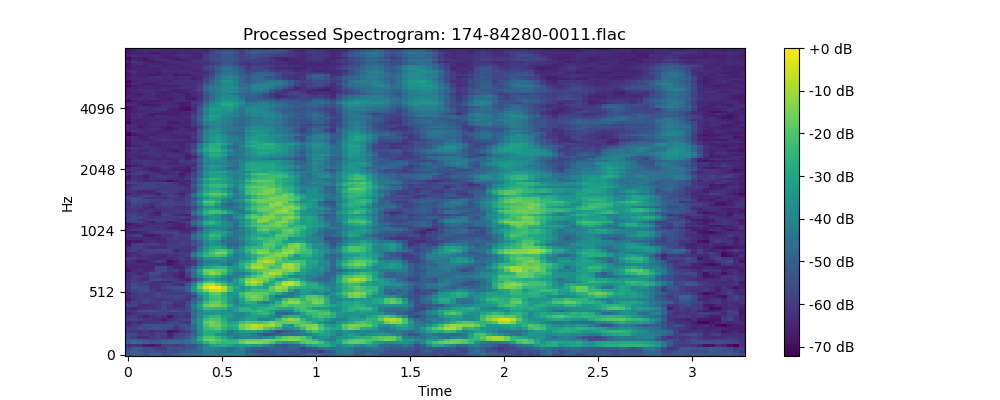 Processed Spectrogram: 174-84280-0011.flac
+0 dB
4096
-10 dB
-20 dB
2048
-30 dB
Hz
1024
-40 dB
-50 dB
512
-60 dB
0
-70 dB
0 0.5 1 1.5 2 2.5 3
Time